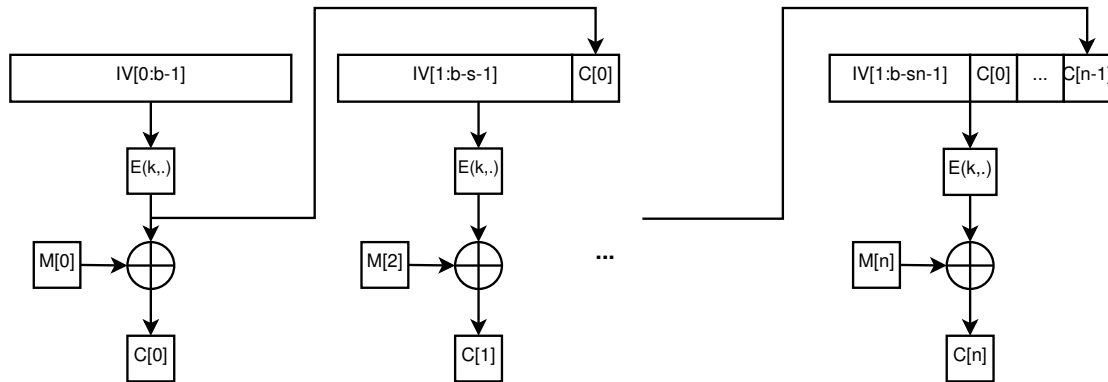 IV[0:b-1]
IV[1:b-s-1] C[0]
IV[1:b-sn-1] C[0] ... C[n-1]
E(k,.) E(k,.) E(k,.)
M[0] M[2] ... M[n]
C[0] C[1] C[n]